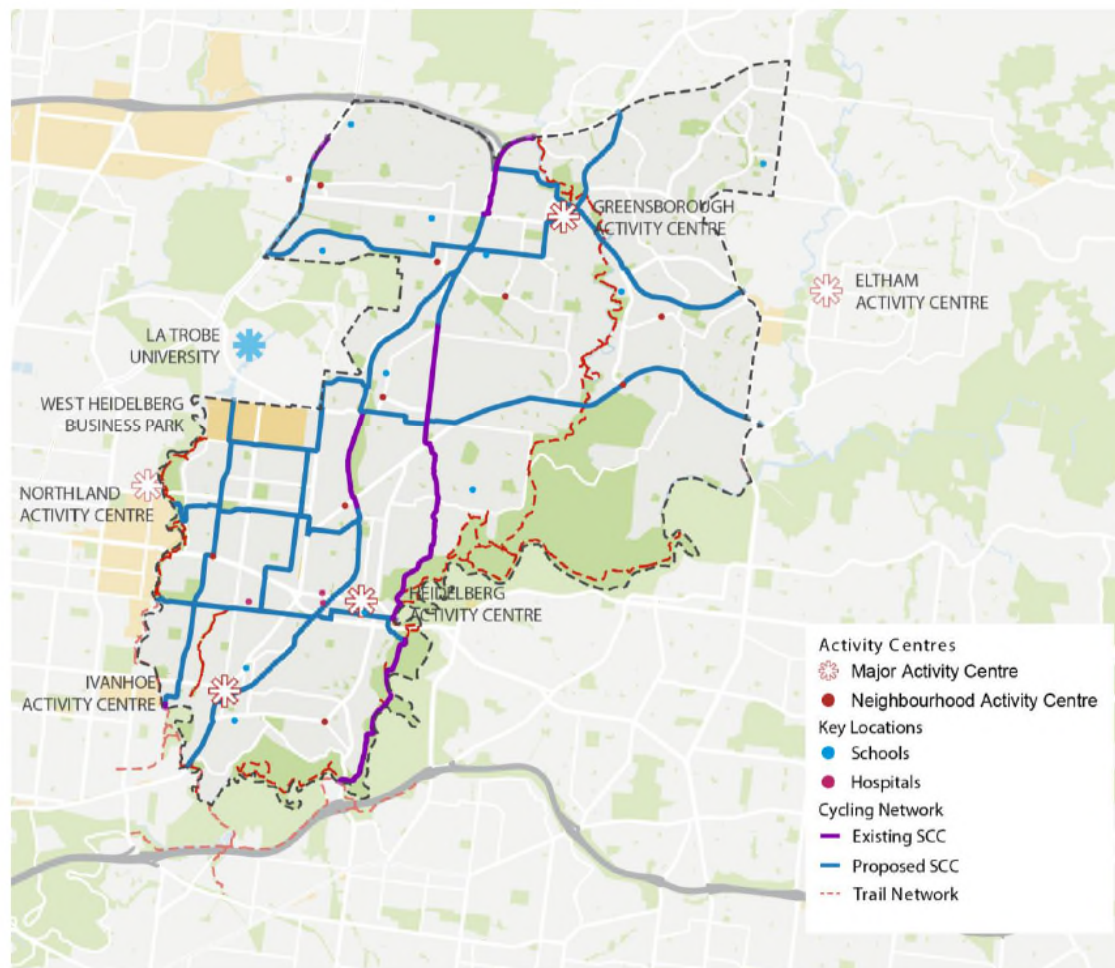 GREENSBOROUGH
ACTIVITY CENTRE
ELTHAM
ACTIVITY CENTRE
LA TROBE
UNIVERSITY
WEST HEIDELBERG
BUSINESS PARK
NORTHLAND
ACTIVITY CENTRE
HEIDELBERG
ACTIVITY CENTRE
IVANHOE
ACTIVITY CENTRE
Activity Centres
Major Activity Centre
Neighbourhood Activity Centre
Key Locations
Schools
Hospitals
Cycling Network
Existing SCC
Proposed SCC
Trail Network